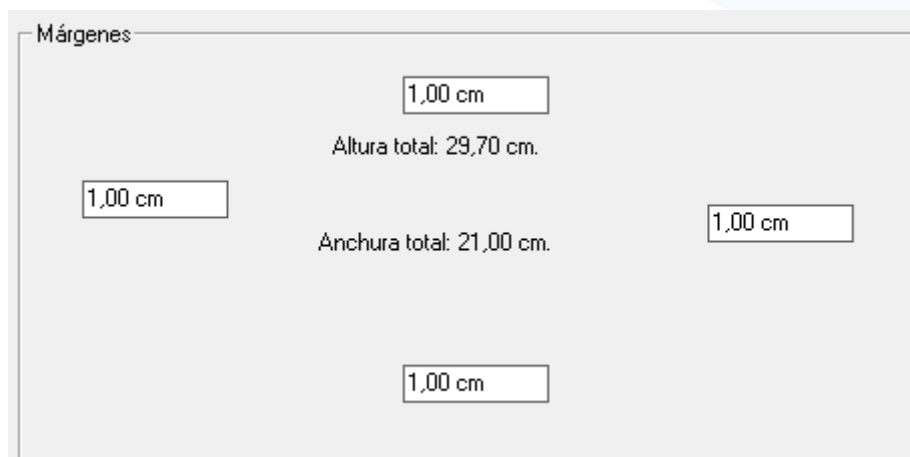 Márgenes
1,00 cm
Altura total: 29,70 cm.
1,00 cm
1,00 cm
Anchura total: 21,00 cm.
1,00 cm